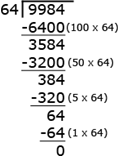 64 9984
-6400 (100 x 64)
3584
-3200 (50 x 64)
384
-320 (5 x 64)
64
-64 (1 x 64)
0